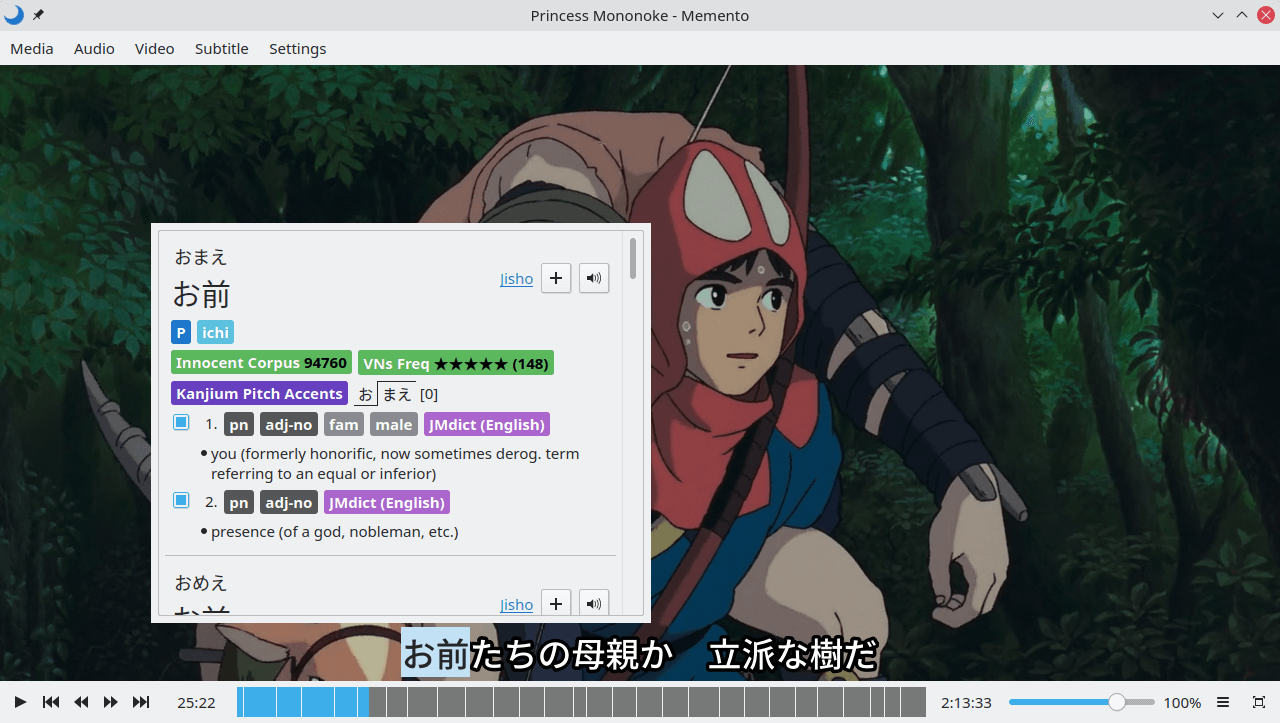 Princess Mononoke - Memento
Media Audio Video Subtitle Settings
おまえ
お前
Jisho
P ichi
Innocent Corpus 94760 VNs Freq ★★★★★ (148)
Kanjium Pitch Accents おまえ [0]
1. pn adj-no fam male JMdict (English)
• you (formerly honorific, now sometimes derog. term
referring to an equal or inferior)
2. pn adj-no JMdict (English)
• presence (of a god, nobleman, etc.)
おめえ
お前
Jisho
お前たちの母親か 立派な樹だ
25:22 2:13:33 100%